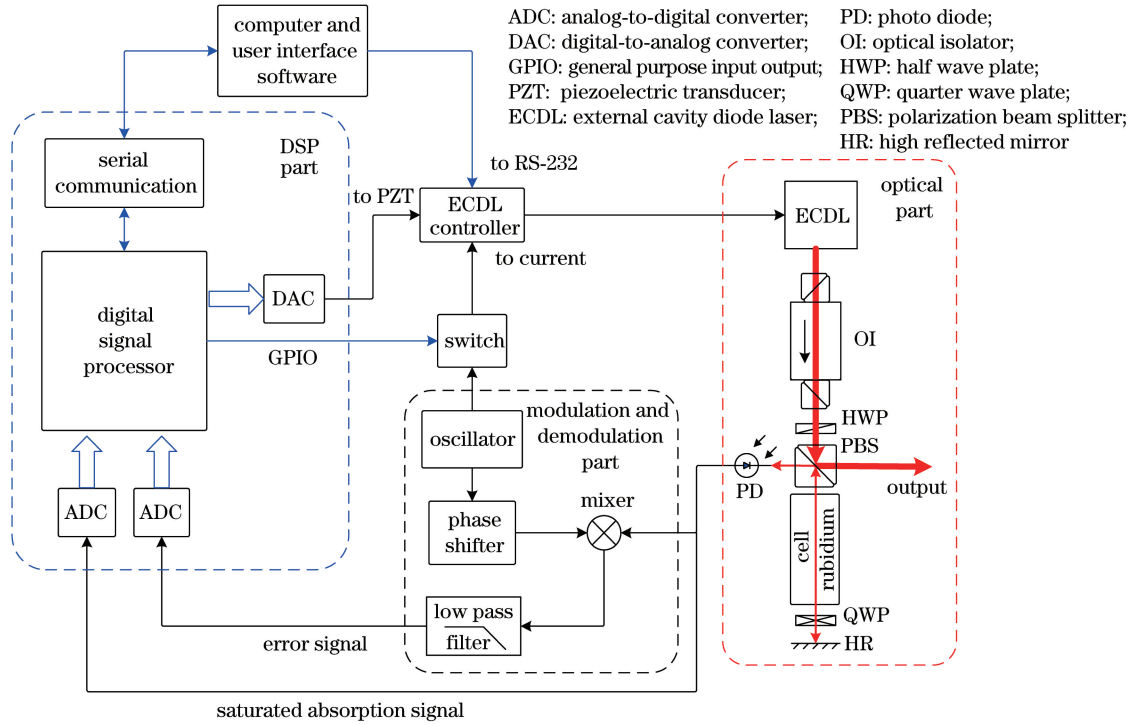 ADC: analog-to-digital converter;
DAC: digital-to-analog converter;
GPIO: general purpose input output;
PZT: piezoelectric transducer;
ECDL: external cavity diode laser;
PD: photo diode;
OI: optical isolator;
HWP: half wave plate;
QWP: quarter wave plate;
PBS: polarization beam splitter;
HR: high reflected mirror
computer and
user interface
software
DSP
part
serial
communication
to RS-232
to PZT
ECDL
controller
to current
digital
signal
processor
DAC
GPIO
switch
ADC
ADC
modulation and
demodulation
part
oscillator
phase
shifter
mixer
low pass
filter
error signal
saturated absorption signal
optical
part
ECDL
OI
HWP
PBS
PD
output
cell
rubidium
QWP
HR